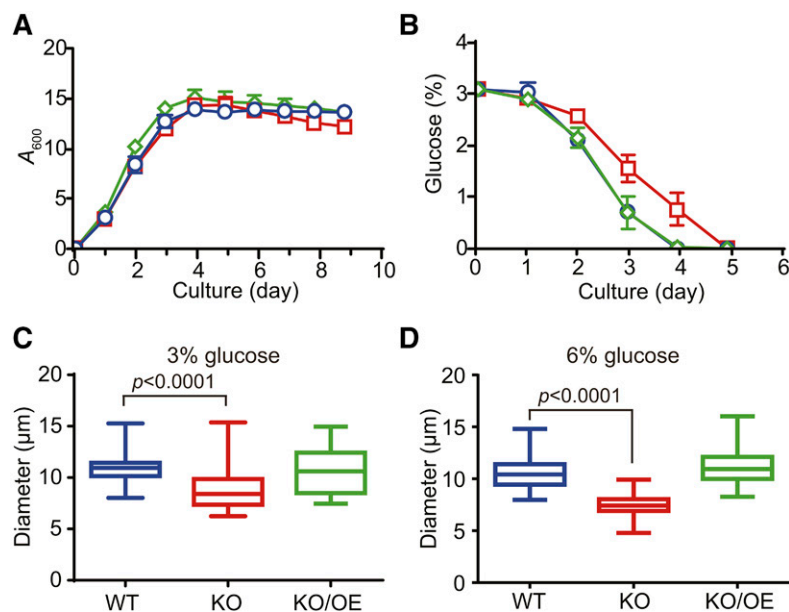 A
20
15
10
5
0
A600
0 2 4 6 8 10
Culture (day)
B
4
3
2
1
0
Glucose (%)
0 1 2 3 4 5 6
Culture (day)
C
3% glucose
p<0.0001
20
15
10
5
0
Diameter (μm)
WT KO KO/OE
D
6% glucose
p<0.0001
20
15
10
5
0
Diameter (μm)
WT KO KO/OE